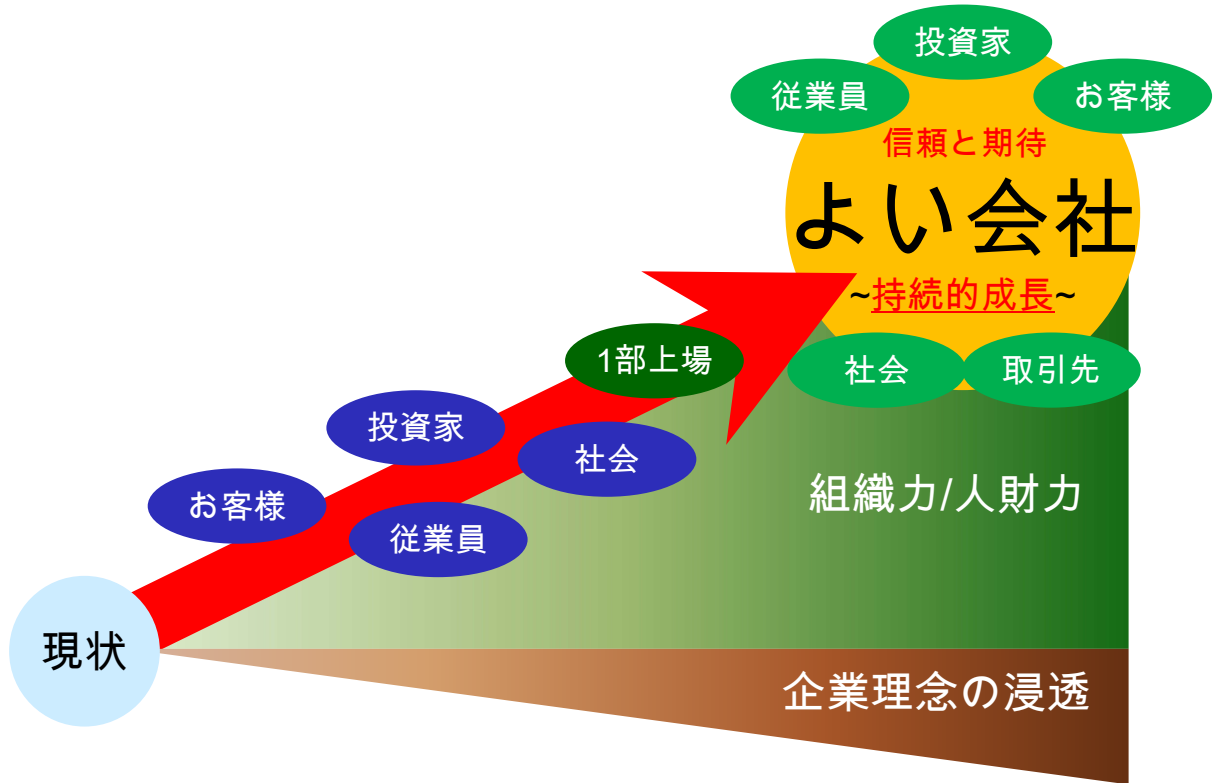 投資家
従業員
お客様
信頼と期待
よい会社
~持続的成長~
1部上場
社会
取引先
投資家
社会
お客様
従業員
組織力/人財力
現状
企業理念の浸透